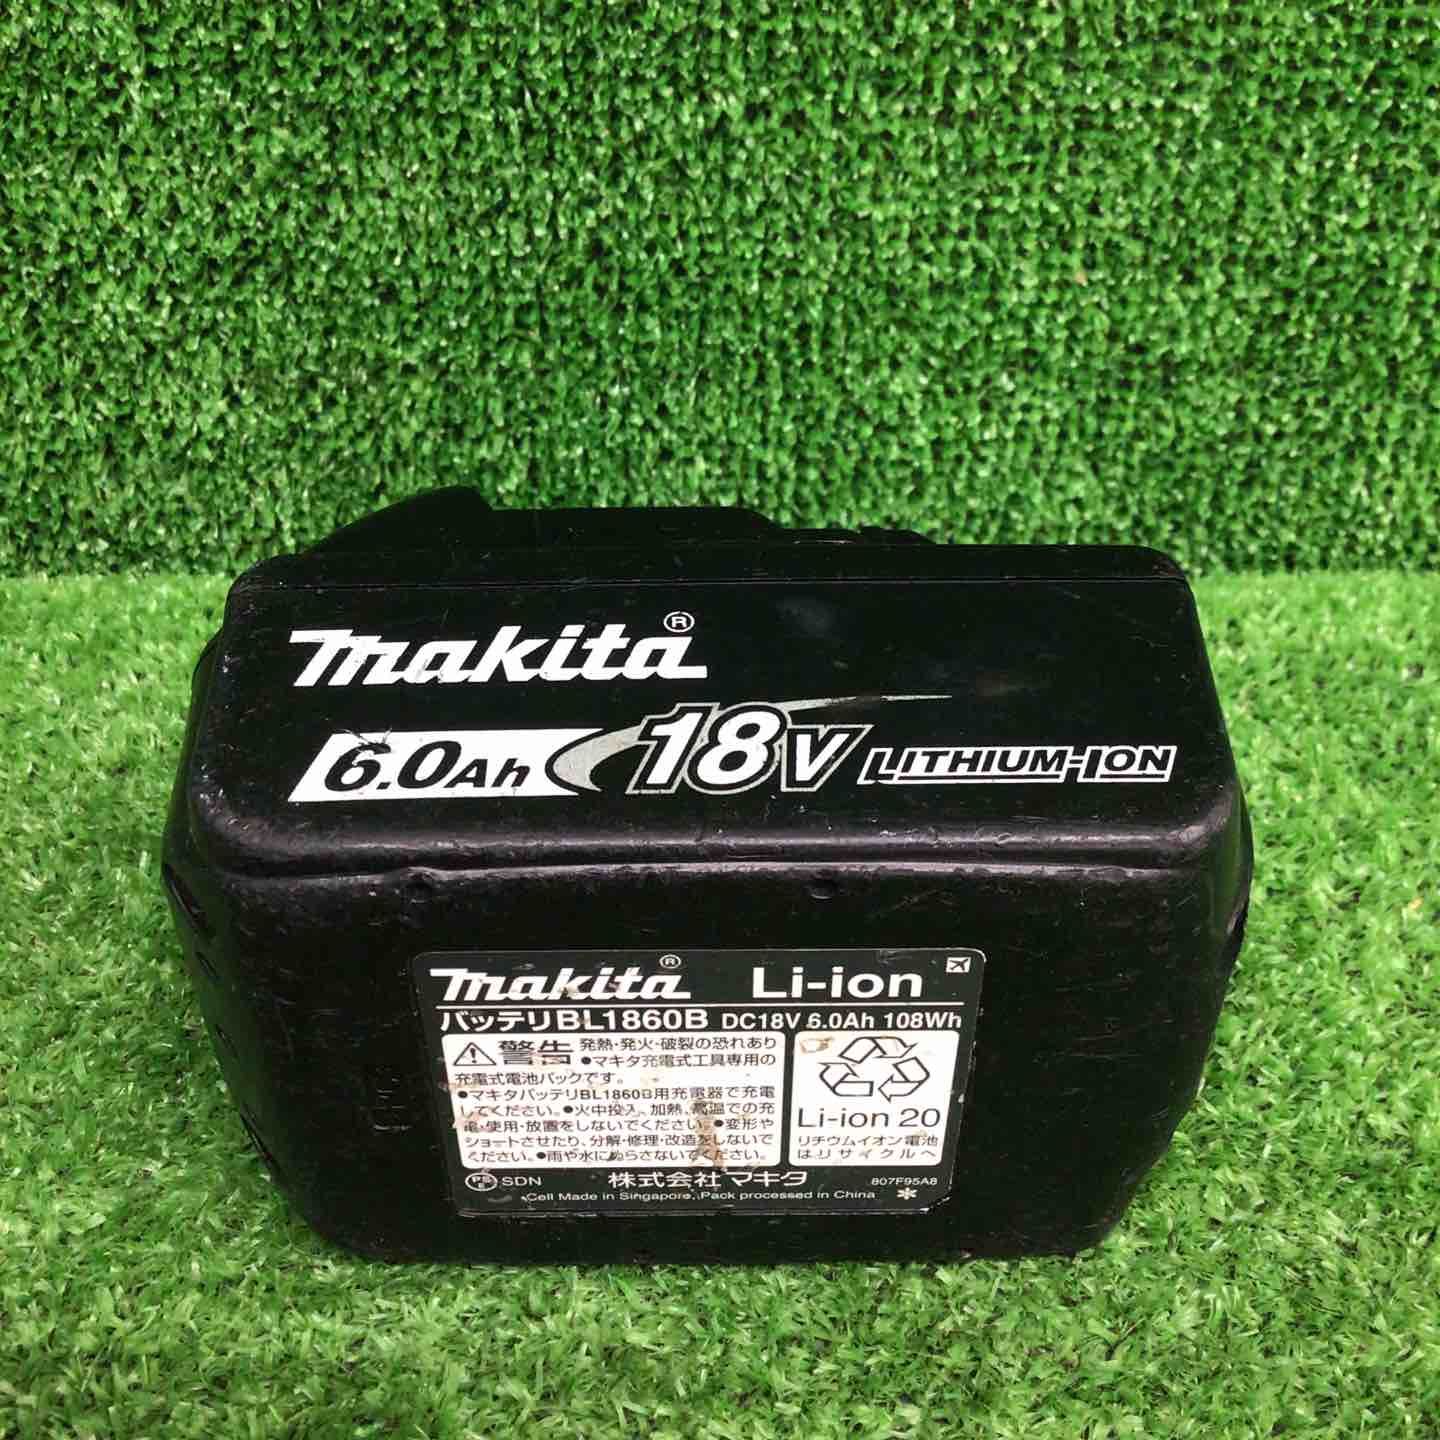 makita®
6.0Ah 18V LITHIUM-ION
makita® Li-ion
バッテリBL1860B DC18V 6.0Ah 108Wh
警告 発熱・発火・破裂の恐れあり
●マキタ充電式工具専用の
充電式電池パックです。
●マキタバッテリBL1860B用充電器で充電
してください。●火中投入、加熱、高温での充
電・使用・放置をしないでください。●変形や
ショートさせたり、分解・修理・改造をしないで
ください。●雨や水にぬらさないでください。
Li-ion 20
リチウムイオン電池
はリサイクルへ
PSE SDN 株式会社マキタ 807F95A8
Cell Made in Singapore, Pack processed in China